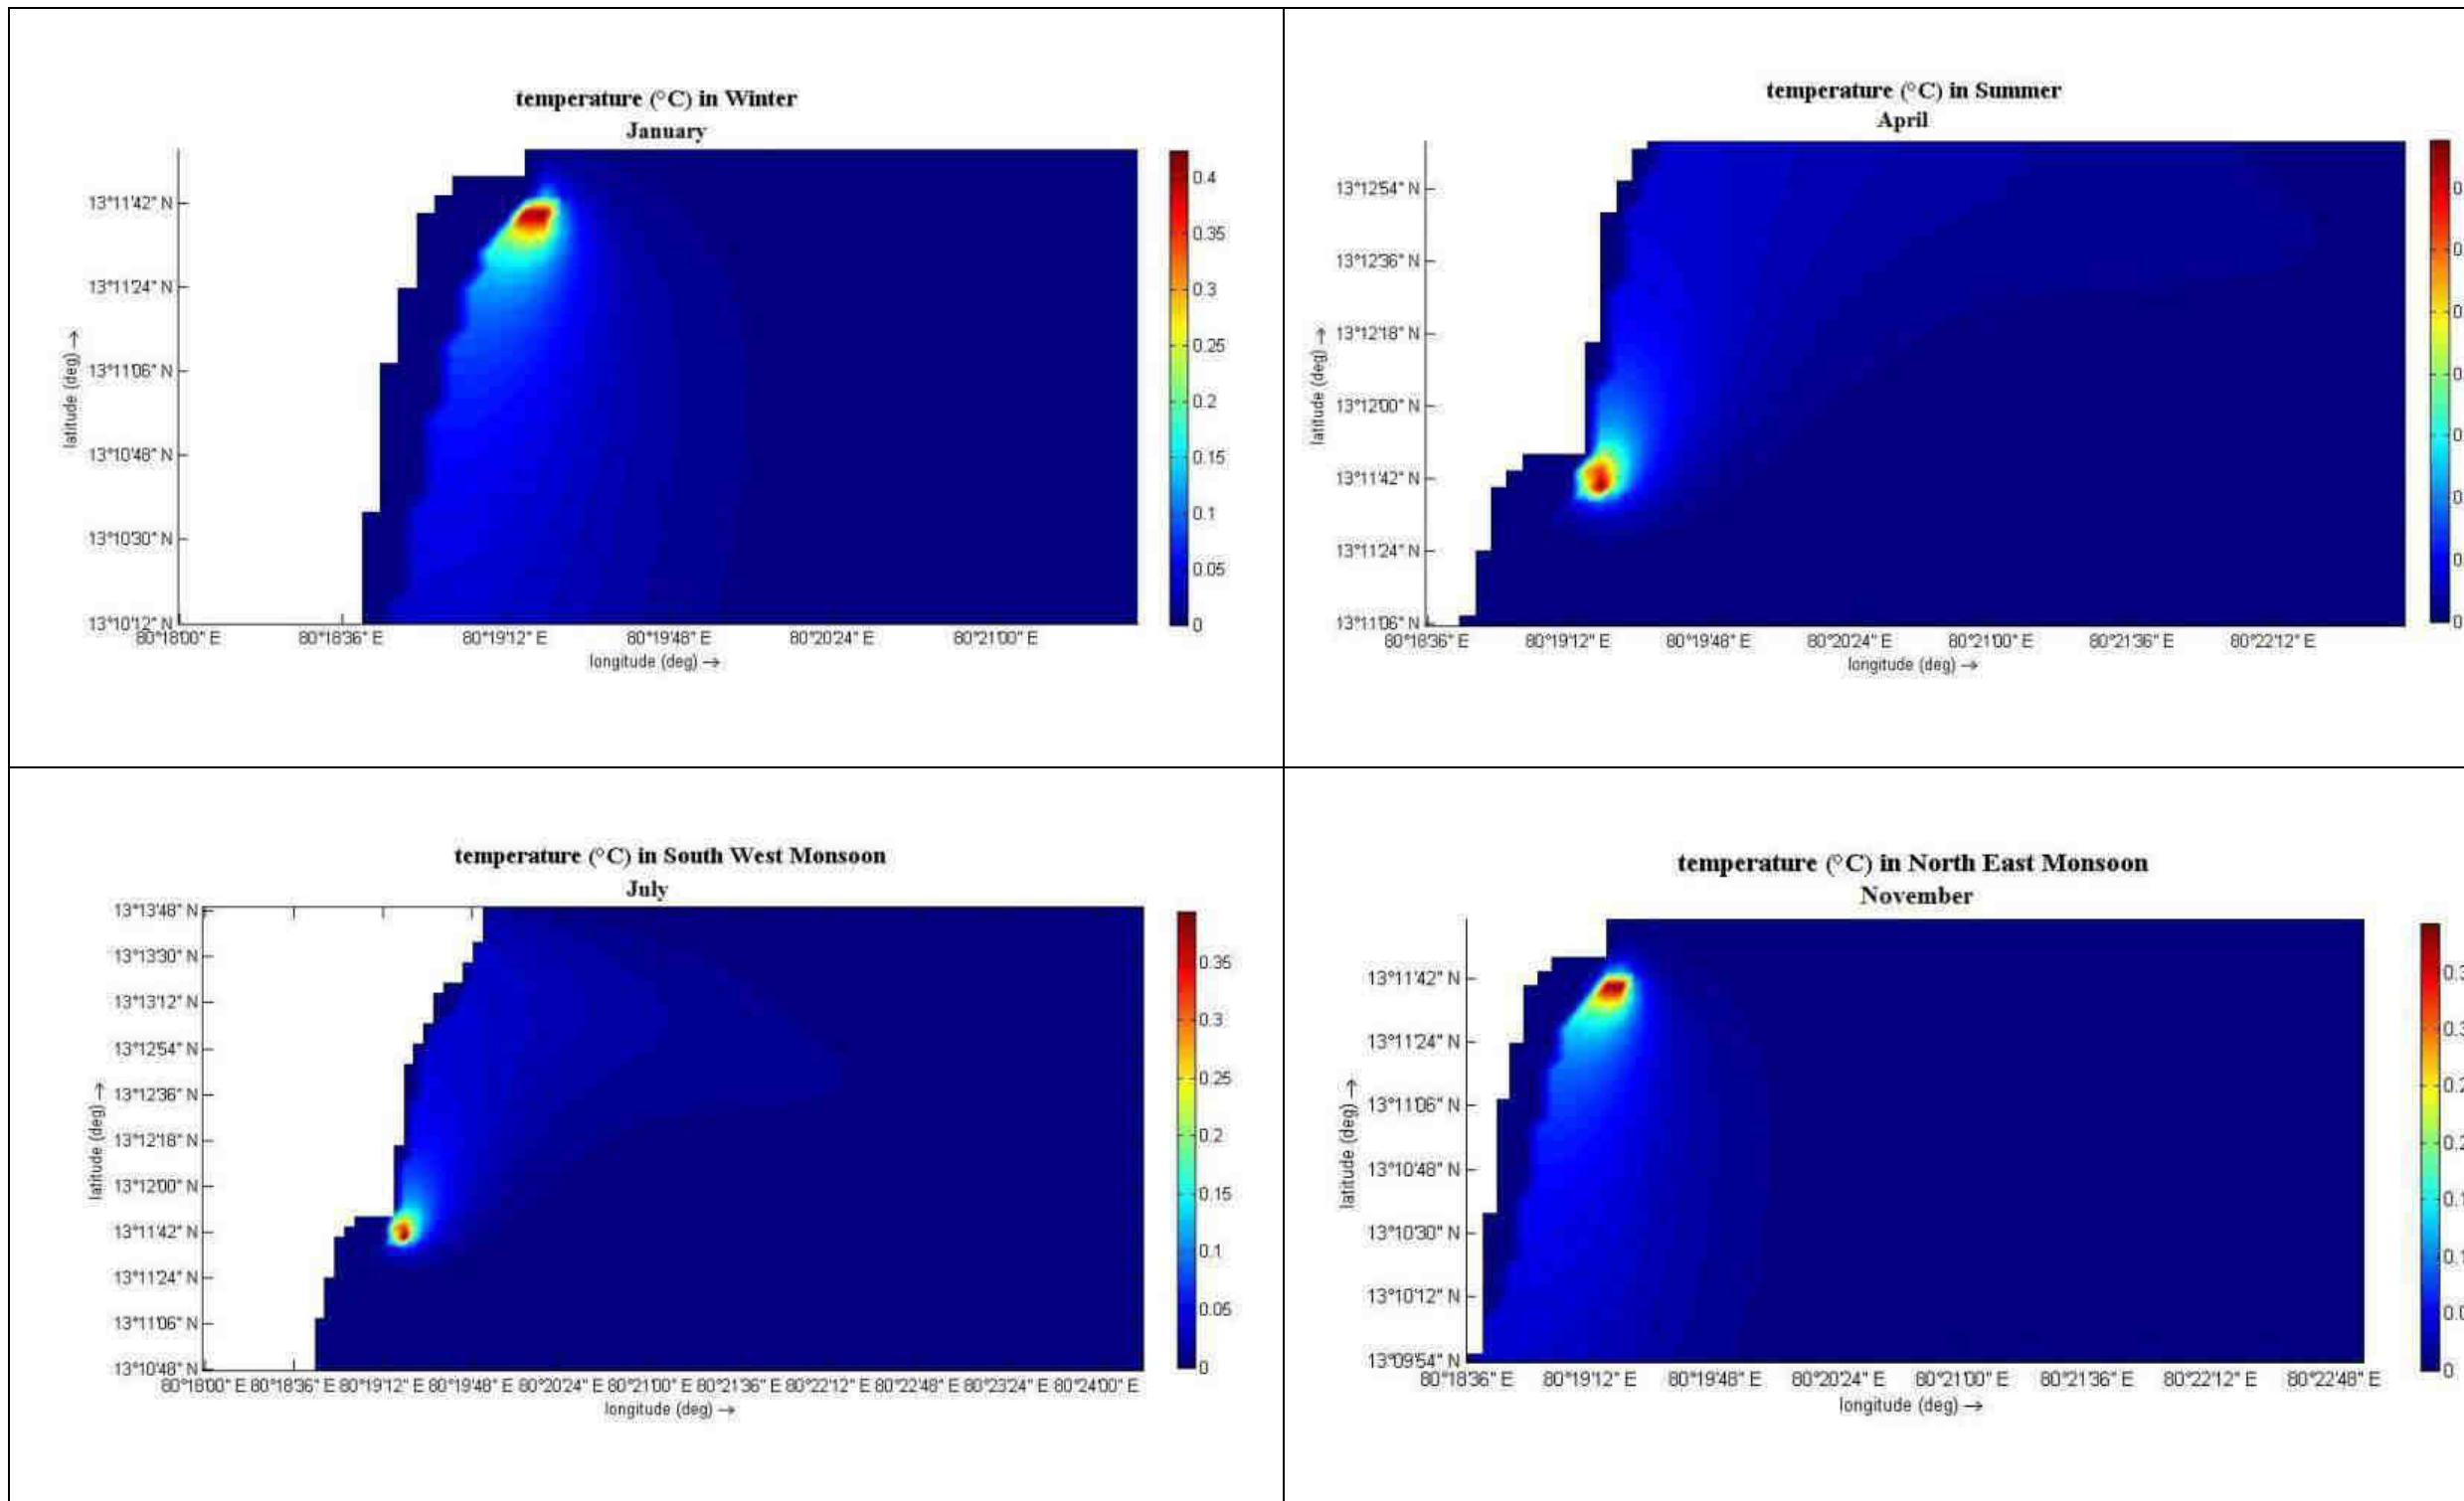 temperature (°C) in Winter
January
13°11'42" N
13°11'24" N
13°11'06" N
13°10'48" N
13°10'30" N
13°10'12" N
latitude (deg) →
80°18'00" E 80°18'36" E 80°19'12" E 80°19'48" E 80°20'24" E 80°21'00" E
longitude (deg) →
0.4
0.35
0.3
0.25
0.2
0.15
0.1
0.05
0
temperature (°C) in Summer
April
13°12'54" N
13°12'36" N
13°12'18" N
13°12'00" N
13°11'42" N
13°11'24" N
13°11'06" N
latitude (deg) →
80°18'36" E 80°19'12" E 80°19'48" E 80°20'24" E 80°21'00" E 80°21'36" E 80°22'12" E
longitude (deg) →
temperature (°C) in South West Monsoon
July
13°13'48" N
13°13'30" N
13°13'12" N
13°12'54" N
13°12'36" N
13°12'18" N
13°12'00" N
13°11'42" N
13°11'24" N
13°11'06" N
13°10'48" N
latitude (deg) →
80°18'00" E 80°18'36" E 80°19'12" E 80°19'48" E 80°20'24" E 80°21'00" E 80°21'36" E 80°22'12" E 80°22'48" E 80°23'24" E 80°24'00" E
longitude (deg) →
0.35
0.3
0.25
0.2
0.15
0.1
0.05
0
temperature (°C) in North East Monsoon
November
13°11'42" N
13°11'24" N
13°11'06" N
13°10'48" N
13°10'30" N
13°10'12" N
13°09'54" N
latitude (deg) →
80°18'36" E 80°19'12" E 80°19'48" E 80°20'24" E 80°21'00" E 80°21'36" E 80°22'12" E 80°22'48" E
longitude (deg) →
0